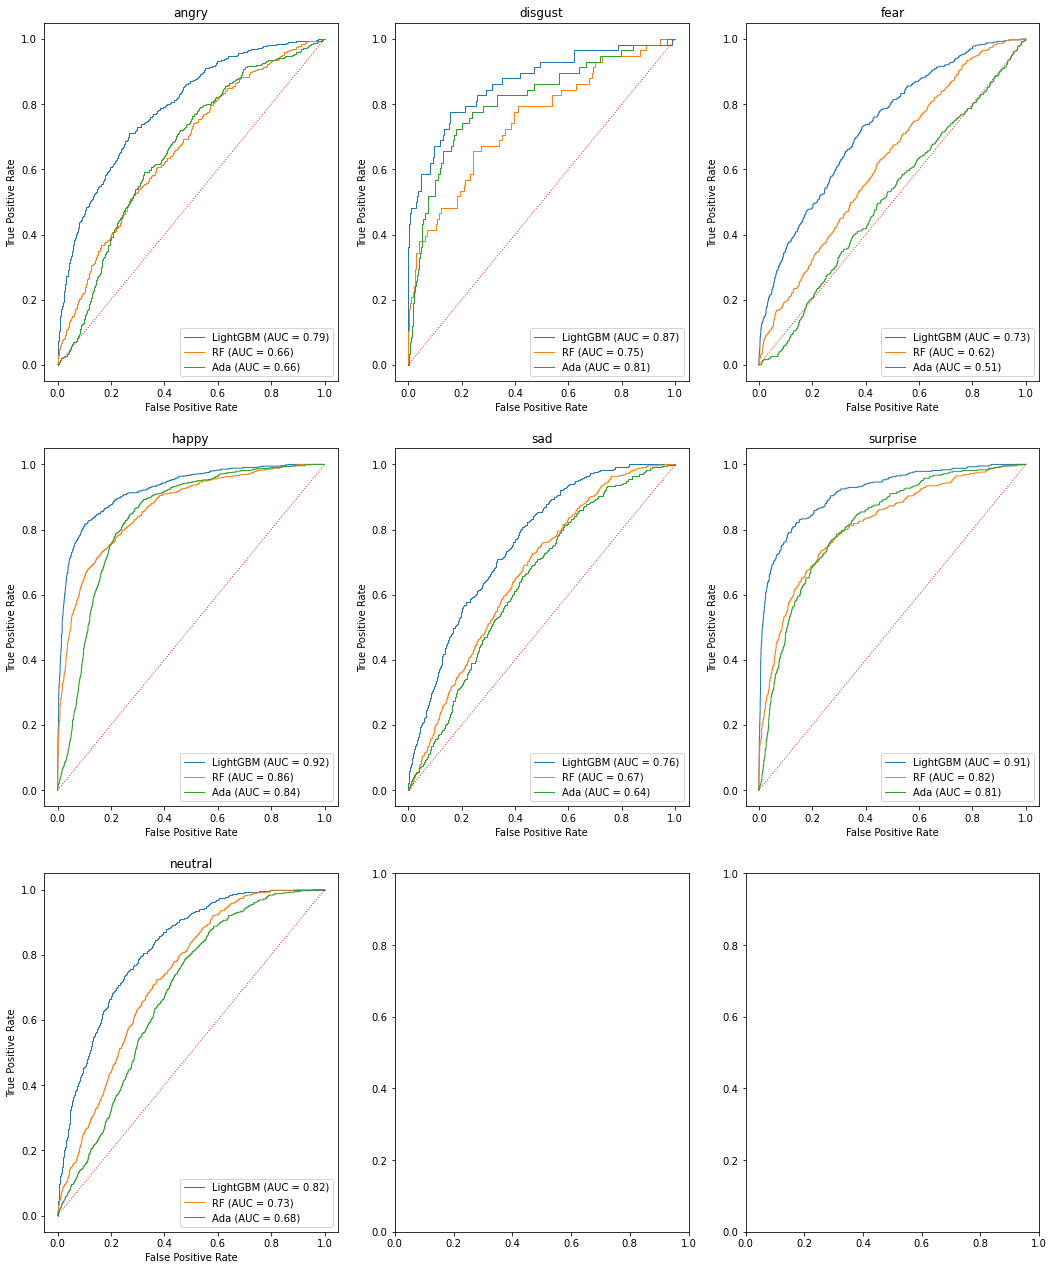 angry
disgust
fear
1.0
0.8
0.6
0.4
0.2
0.0
True Positive Rate
LightGBM (AUC = 0.79)
RF (AUC = 0.66)
Ada (AUC = 0.66)
0.0 0.2 0.4 0.6 0.8 1.0
False Positive Rate
1.0
0.8
0.6
0.4
0.2
0.0
True Positive Rate
LightGBM (AUC = 0.87)
RF (AUC = 0.75)
Ada (AUC = 0.81)
0.0 0.2 0.4 0.6 0.8 1.0
False Positive Rate
1.0
0.8
0.6
0.4
0.2
0.0
True Positive Rate
LightGBM (AUC = 0.73)
RF (AUC = 0.62)
Ada (AUC = 0.51)
0.0 0.2 0.4 0.6 0.8 1.0
False Positive Rate
happy
sad
surprise
1.0
0.8
0.6
0.4
0.2
0.0
True Positive Rate
LightGBM (AUC = 0.92)
RF (AUC = 0.86)
Ada (AUC = 0.84)
0.0 0.2 0.4 0.6 0.8 1.0
False Positive Rate
1.0
0.8
0.6
0.4
0.2
0.0
True Positive Rate
LightGBM (AUC = 0.76)
RF (AUC = 0.67)
Ada (AUC = 0.64)
0.0 0.2 0.4 0.6 0.8 1.0
False Positive Rate
1.0
0.8
0.6
0.4
0.2
0.0
True Positive Rate
LightGBM (AUC = 0.91)
RF (AUC = 0.82)
Ada (AUC = 0.81)
0.0 0.2 0.4 0.6 0.8 1.0
False Positive Rate
neutral
1.0
0.8
0.6
0.4
0.2
0.0
True Positive Rate
LightGBM (AUC = 0.82)
RF (AUC = 0.73)
Ada (AUC = 0.68)
0.0 0.2 0.4 0.6 0.8 1.0
False Positive Rate
1.0
0.8
0.6
0.4
0.2
0.0
0.0 0.2 0.4 0.6 0.8 1.0
1.0
0.8
0.6
0.4
0.2
0.0
0.0 0.2 0.4 0.6 0.8 1.0